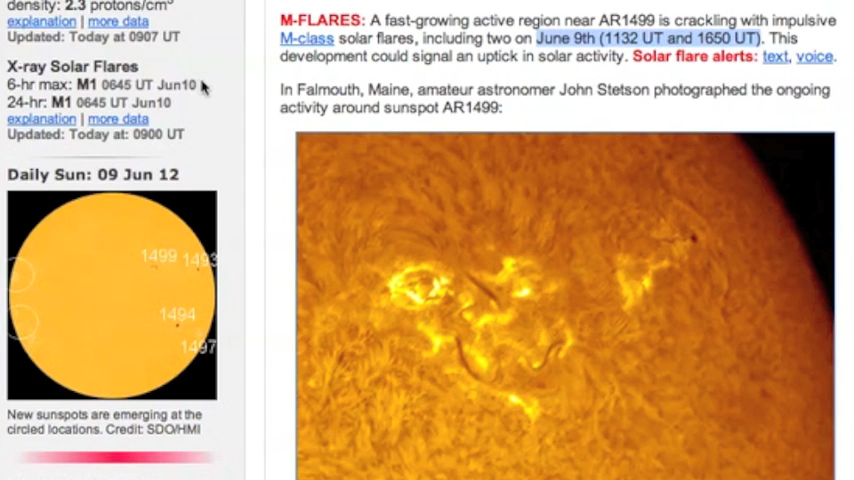 density: 2.3 protons/cm³
explanation | more data
Updated: Today at 0907 UT
X-ray Solar Flares
6-hr max: M1 0645 UT Jun10
24-hr: M1 0645 UT Jun10
explanation | more data
Updated: Today at: 0900 UT
Daily Sun: 09 Jun 12
1499
1493
1494
1497
New sunspots are emerging at the
circled locations. Credit: SDO/HMI
M-FLARES: A fast-growing active region near AR1499 is crackling with impulsive
M-class solar flares, including two on June 9th (1132 UT and 1650 UT). This
development could signal an uptick in solar activity. Solar flare alerts: text, voice.
In Falmouth, Maine, amateur astronomer John Stetson photographed the ongoing
activity around sunspot AR1499: